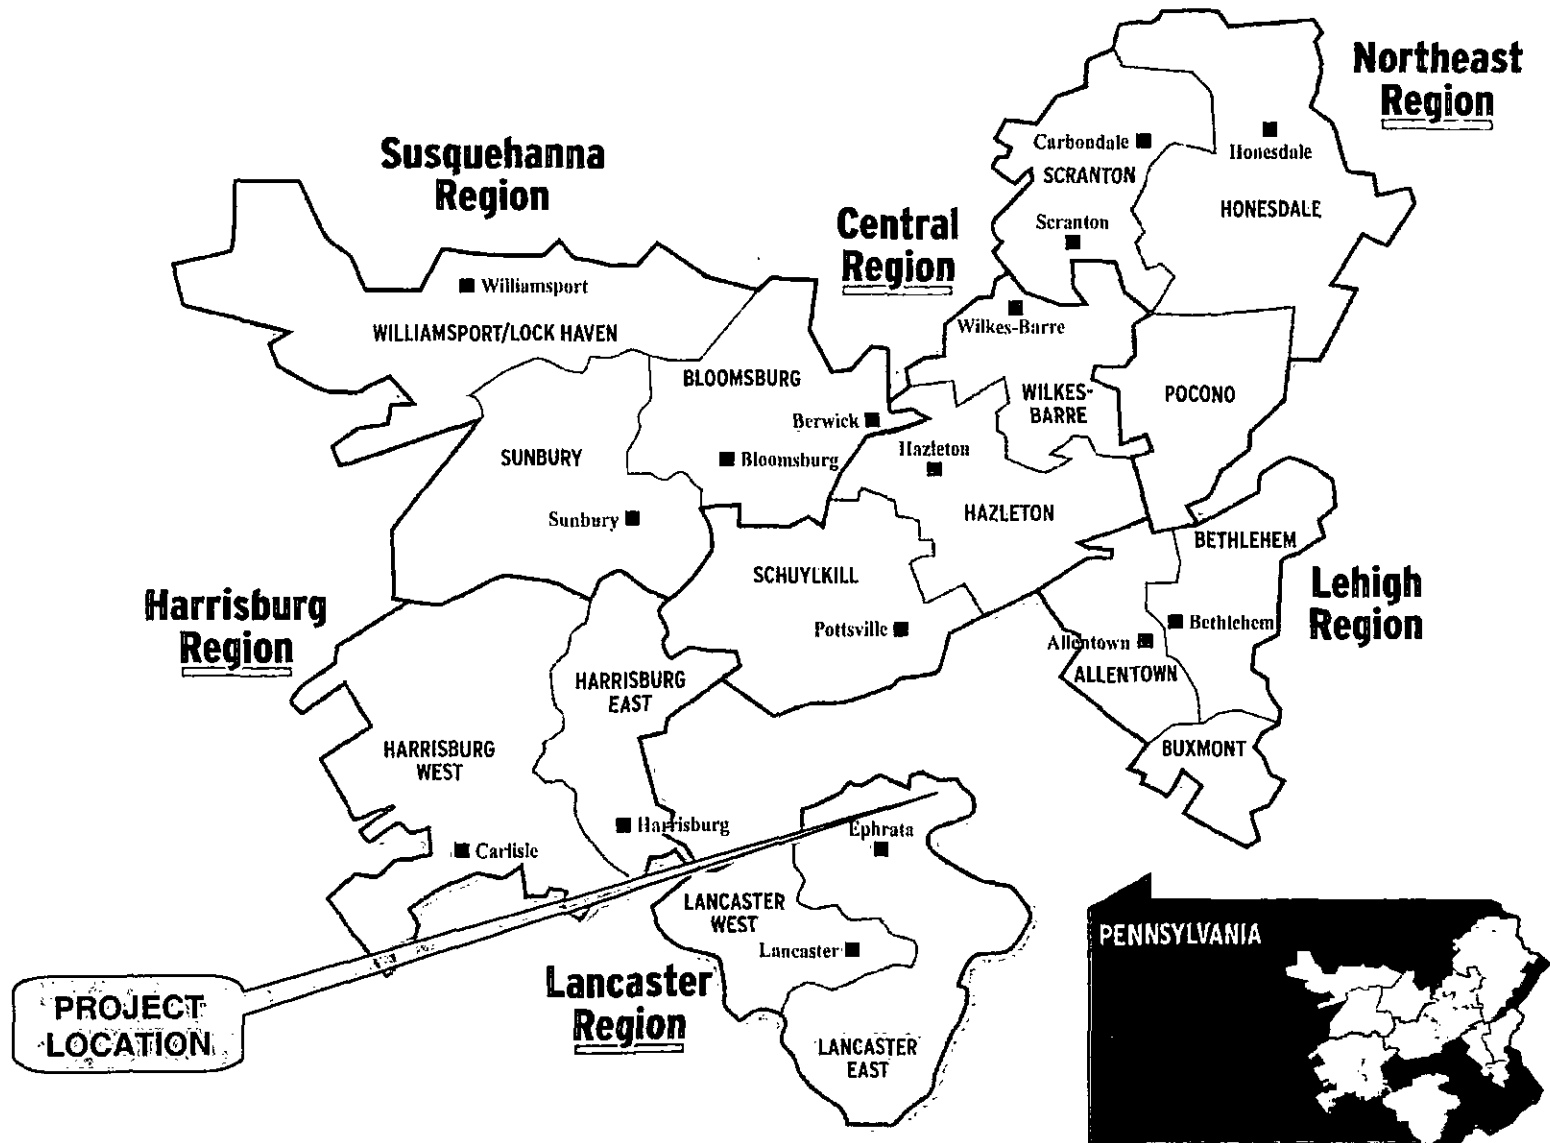 Northeast
Region
Susquehanna
Region
Central
Region
Carbondale
SCRANTON
Honesdale
HONESDALE
Scranton
Williamsport
WILLIAMSPORT/LOCK HAVEN
Wilkes-Barre
BLOOMSBURG
WILKES-
BARRE
POCONO
Berwick
SUNBURY
Bloomsburg
Hazleton
Sunbury
HAZLETON
BETHLEHEM
SCHUYLKILL
Lehigh
Region
Harrisburg
Region
Pottsville
Bethlehem
Allentown
ALLENTOWN
HARRISBURG
EAST
HARRISBURG
WEST
BUXMONT
Harrisburg
Ephrata
Carlisle
LANCASTER
WEST
Lancaster
PENNSYLVANIA
Lancaster
Region
PROJECT
LOCATION
LANCASTER
EAST